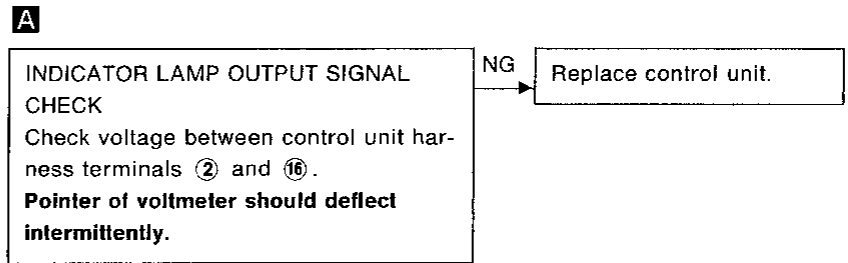 A
INDICATOR LAMP OUTPUT SIGNAL
CHECK
Check voltage between control unit har-
ness terminals ② and ⑯.
Pointer of voltmeter should deflect
intermittently.
NG
Replace control unit.